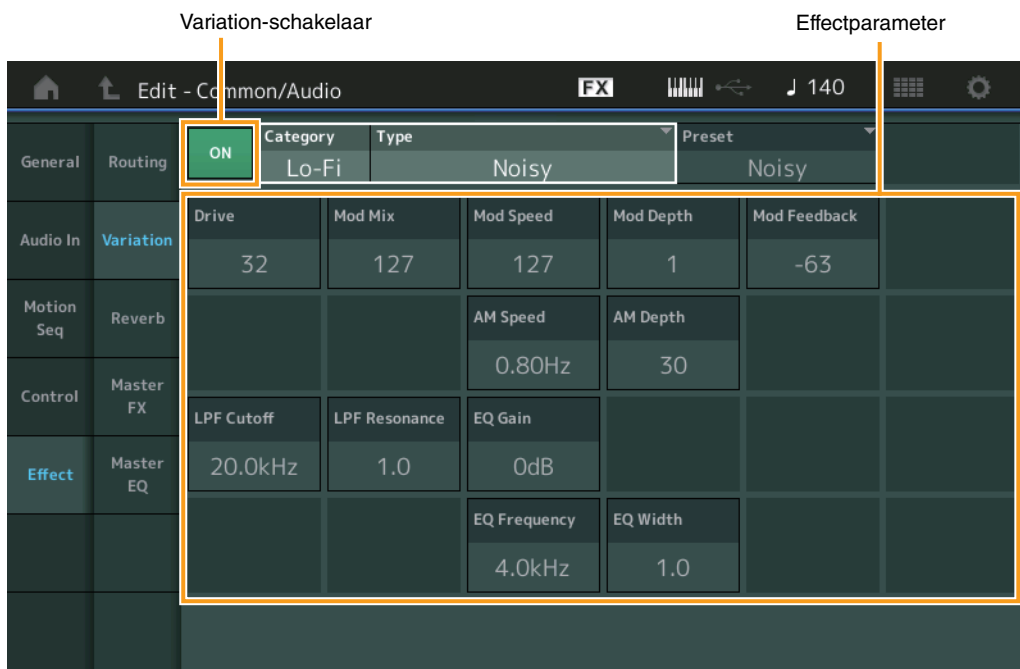 Variation-schakelaar
Effectparameter
Edit - Common/Audio
FX
♩ 140
General
Routing
ON
Category
Lo-Fi
Type
Noisy
Preset
Noisy
Audio In
Variation
Drive
32
Mod Mix
127
Mod Speed
127
Mod Depth
1
Mod Feedback
-63
Motion
Seq
Reverb
AM Speed
0.80Hz
AM Depth
30
Control
Master
FX
LPF Cutoff
20.0kHz
LPF Resonance
1.0
EQ Gain
0dB
Effect
Master
EQ
EQ Frequency
4.0kHz
EQ Width
1.0